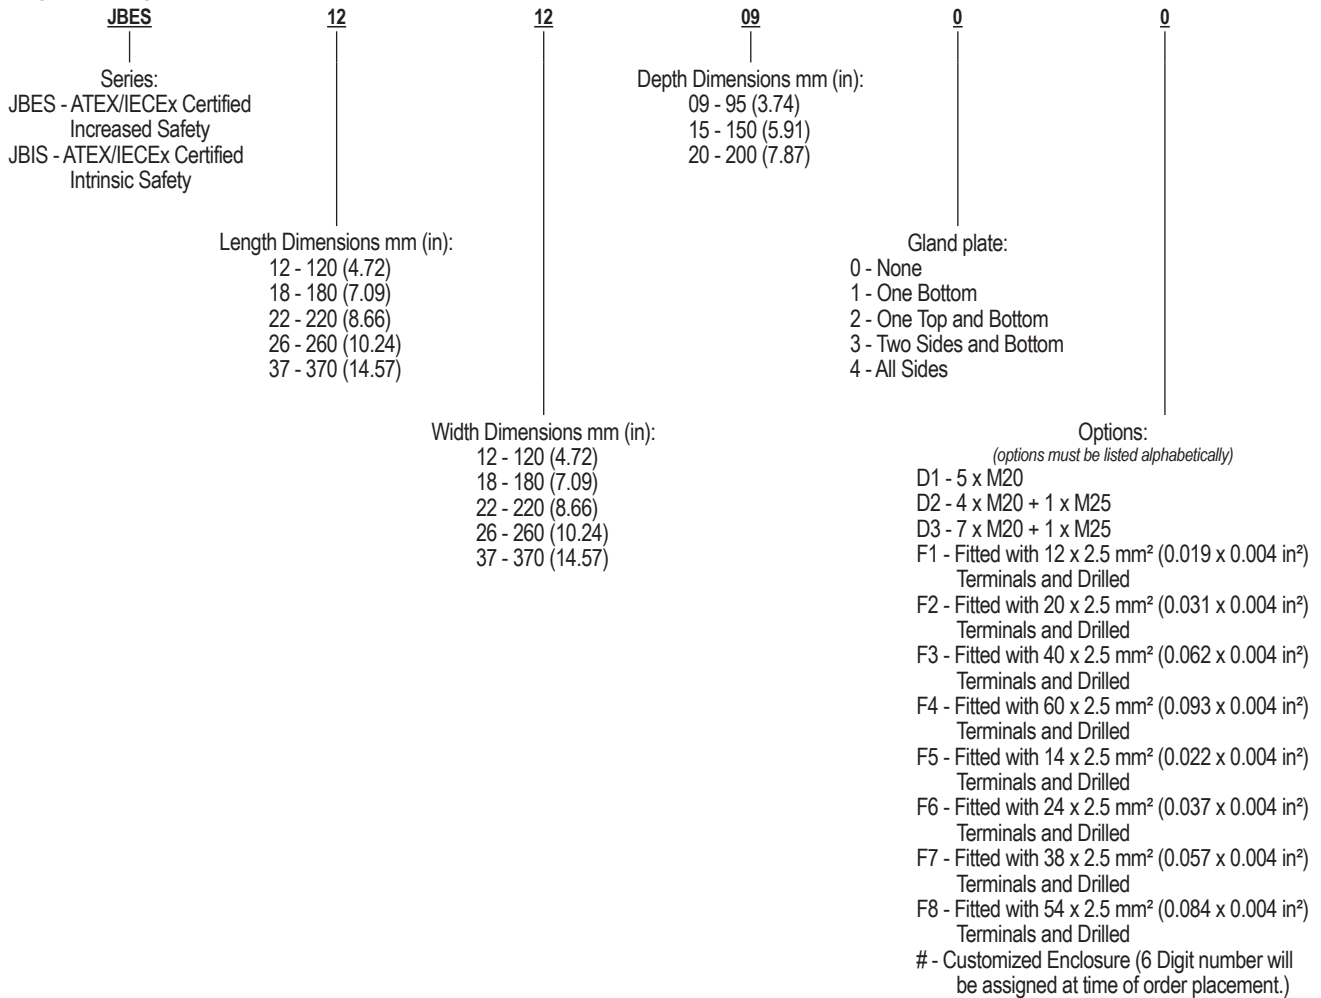 JBES 12 12 09 0 0
Series:
JBES - ATEX/IECEx Certified
Increased Safety
JBIS - ATEX/IECEx Certified
Intrinsic Safety
Depth Dimensions mm (in):
09 - 95 (3.74)
15 - 150 (5.91)
20 - 200 (7.87)
Length Dimensions mm (in):
12 - 120 (4.72)
18 - 180 (7.09)
22 - 220 (8.66)
26 - 260 (10.24)
37 - 370 (14.57)
Gland plate:
0 - None
1 - One Bottom
2 - One Top and Bottom
3 - Two Sides and Bottom
4 - All Sides
Width Dimensions mm (in):
12 - 120 (4.72)
18 - 180 (7.09)
22 - 220 (8.66)
26 - 260 (10.24)
37 - 370 (14.57)
Options:
(options must be listed alphabetically)
D1 - 5 x M20
D2 - 4 x M20 + 1 x M25
D3 - 7 x M20 + 1 x M25
F1 - Fitted with 12 x 2.5 mm² (0.019 x 0.004 in²)
Terminals and Drilled
F2 - Fitted with 20 x 2.5 mm² (0.031 x 0.004 in²)
Terminals and Drilled
F3 - Fitted with 40 x 2.5 mm² (0.062 x 0.004 in²)
Terminals and Drilled
F4 - Fitted with 60 x 2.5 mm² (0.093 x 0.004 in²)
Terminals and Drilled
F5 - Fitted with 14 x 2.5 mm² (0.022 x 0.004 in²)
Terminals and Drilled
F6 - Fitted with 24 x 2.5 mm² (0.037 x 0.004 in²)
Terminals and Drilled
F7 - Fitted with 38 x 2.5 mm² (0.057 x 0.004 in²)
Terminals and Drilled
F8 - Fitted with 54 x 2.5 mm² (0.084 x 0.004 in²)
Terminals and Drilled
# - Customized Enclosure (6 Digit number will
be assigned at time of order placement.)